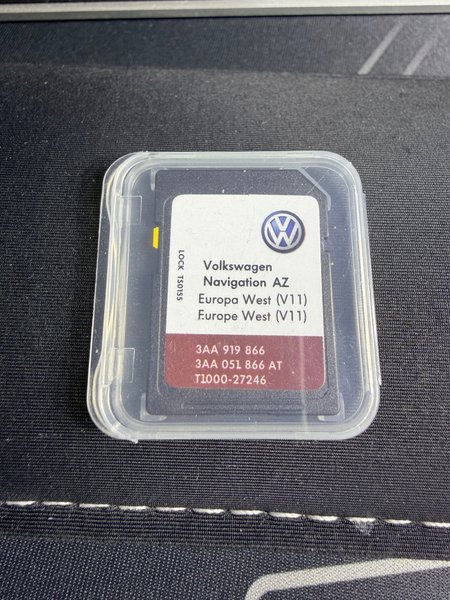 LOCK TS0155
Volkswagen
Navigation AZ
Europa West (V11)
Europe West (V11)
3AA 919 866
3AA 051 866 AT
T1000-27246